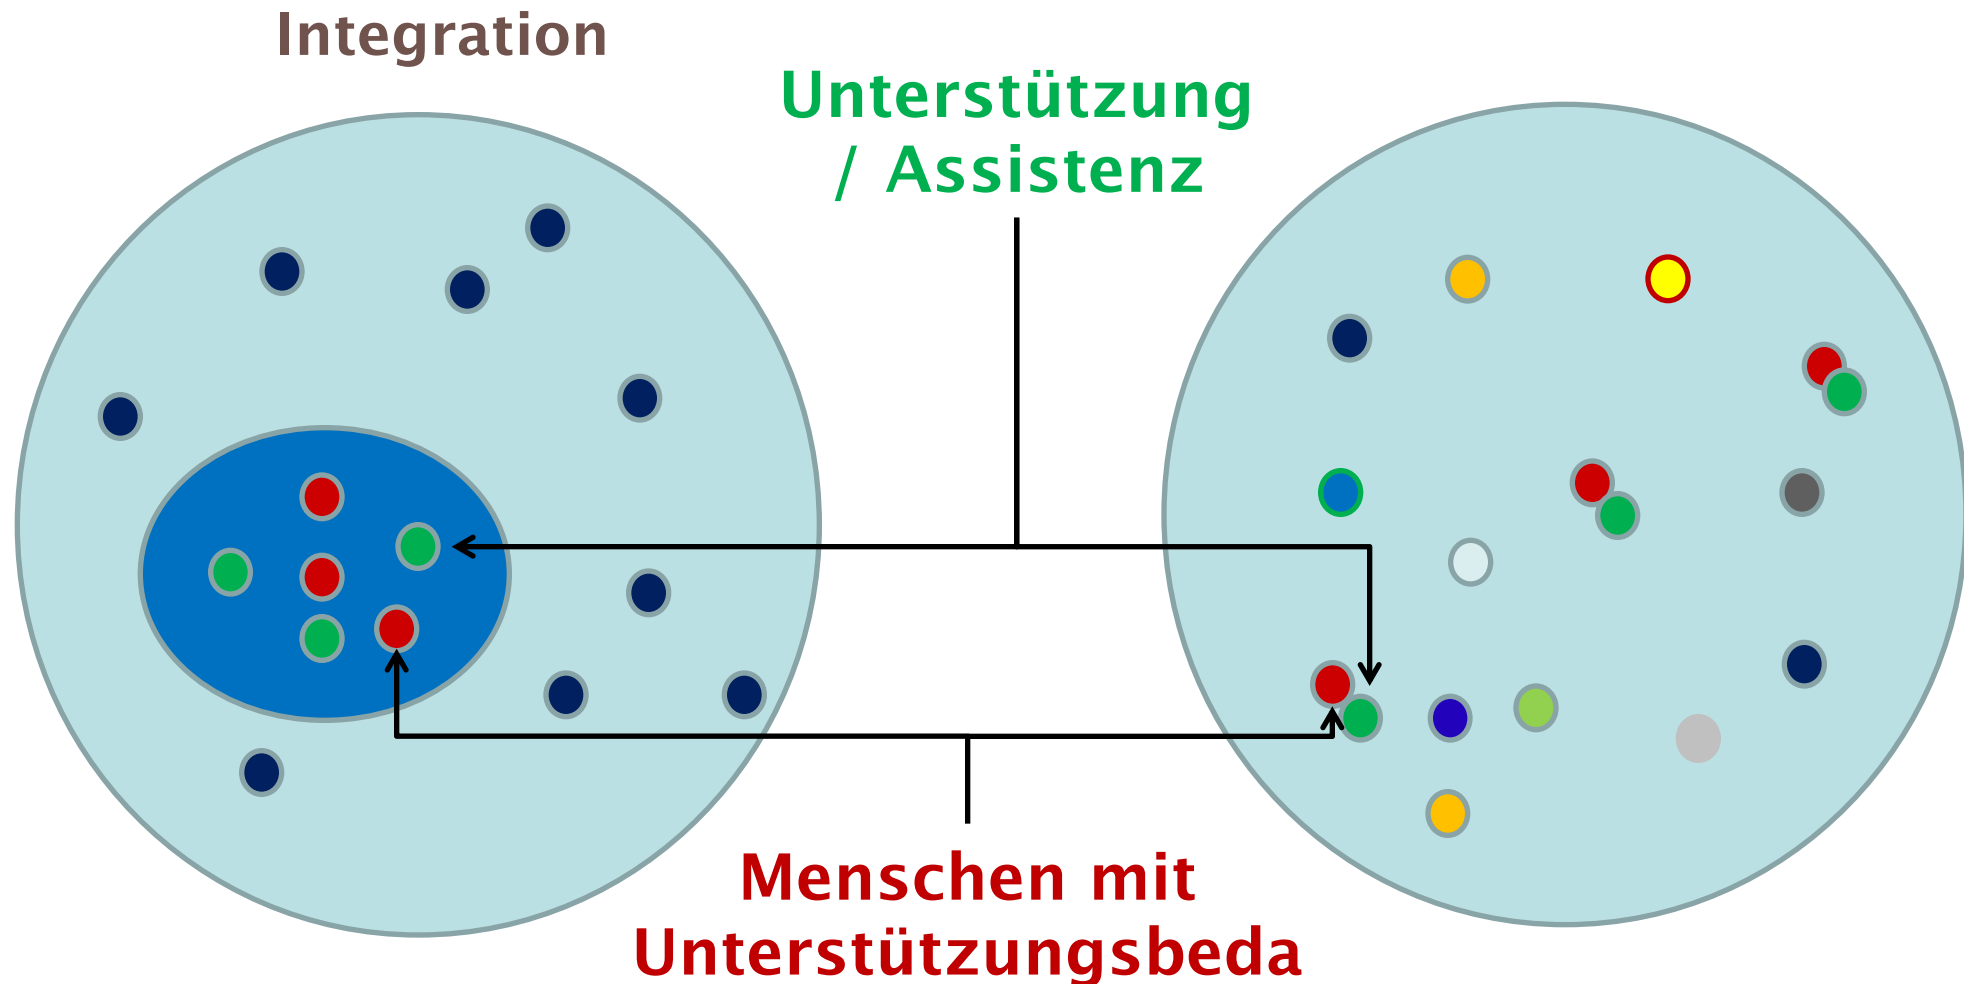 Integration
Unterstützung
/ Assistenz
Menschen mit
Unterstützungsbeda